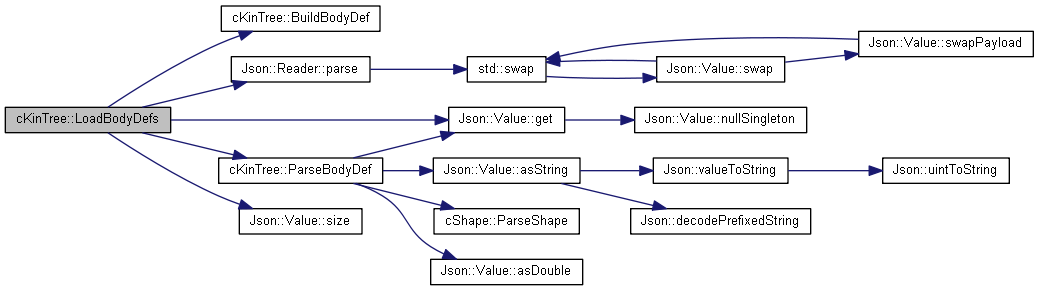 cKinTree::BuildBodyDef
Json::Value::swapPayload
Json::Reader::parse
std::swap
Json::Value::swap
cKinTree::LoadBodyDefs
Json::Value::get
Json::Value::nullSingleton
cKinTree::ParseBodyDef
Json::Value::asString
Json::valueToString
Json::uintToString
Json::Value::size
cShape::ParseShape
Json::decodePrefixedString
Json::Value::asDouble